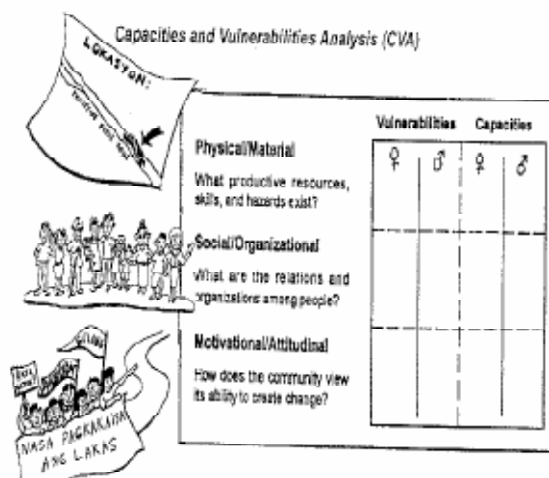 Capacities and Vulnerabilities Analysis (CVA)
LOKASYON:
Vulnerabilities Capacities
♀ ♂ ♀ ♂
Physical/Material
What productive resources,
skills, and hazards exist?
Social/Organizational
What are the relations and
organizations among people?
Motivational/Attitudinal
How does the community view
its ability to create change?
NASA PAGKAKAISA
ANG LAKAS